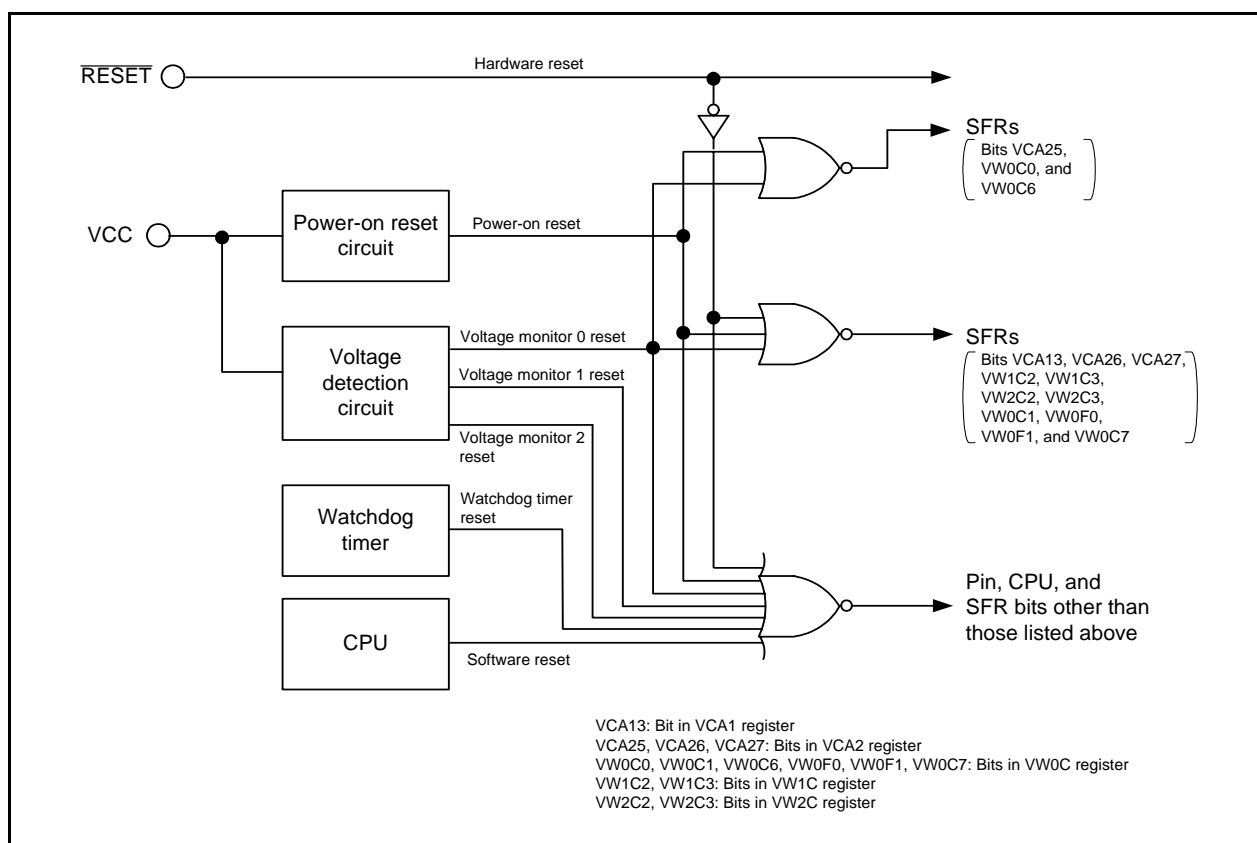 RESET
Hardware reset
SFRs
Bits VCA25,
VW0C0, and
VW0C6
VCC
Power-on reset
circuit
Power-on reset
Voltage
detection
circuit
Voltage monitor 0 reset
Voltage monitor 1 reset
Voltage monitor 2
reset
SFRs
Bits VCA13, VCA26, VCA27,
VW1C2, VW1C3,
VW2C2, VW2C3,
VW0C1, VW0F0,
VW0F1, and VW0C7
Watchdog
timer
Watchdog timer
reset
CPU
Software reset
Pin, CPU, and
SFR bits other than
those listed above
VCA13: Bit in VCA1 register
VCA25, VCA26, VCA27: Bits in VCA2 register
VW0C0, VW0C1, VW0C6, VW0F0, VW0F1, VW0C7: Bits in VW0C register
VW1C2, VW1C3: Bits in VW1C register
VW2C2, VW2C3: Bits in VW2C register